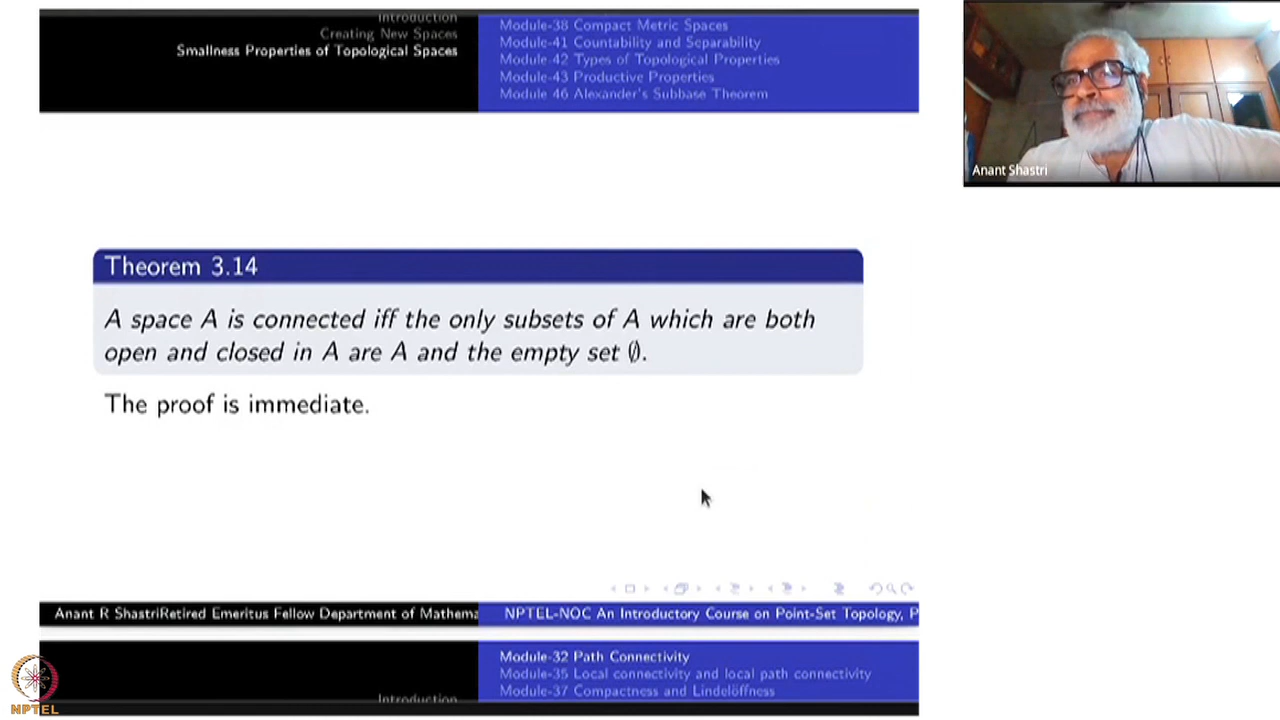 Introduction
Creating New Spaces
Smallness Properties of Topological Spaces
Module-38 Compact Metric Spaces
Module-41 Countability and Separability
Module-42 Types of Topological Properties
Module-43 Productive Properties
Module 46 Alexander's Subbase Theorem
Anant Shastri
Theorem 3.14
A space A is connected iff the only subsets of A which are both
open and closed in A are A and the empty set ∅.
The proof is immediate.
Anant R ShastriRetired Emeritus Fellow Department of Mathema
NPTEL-NOC An Introductory Course on Point-Set Topology, P
Module-32 Path Connectivity
Module-35 Local connectivity and local path connectivity
Module-37 Compactness and Lindelöffness
Introduction
NPTEL